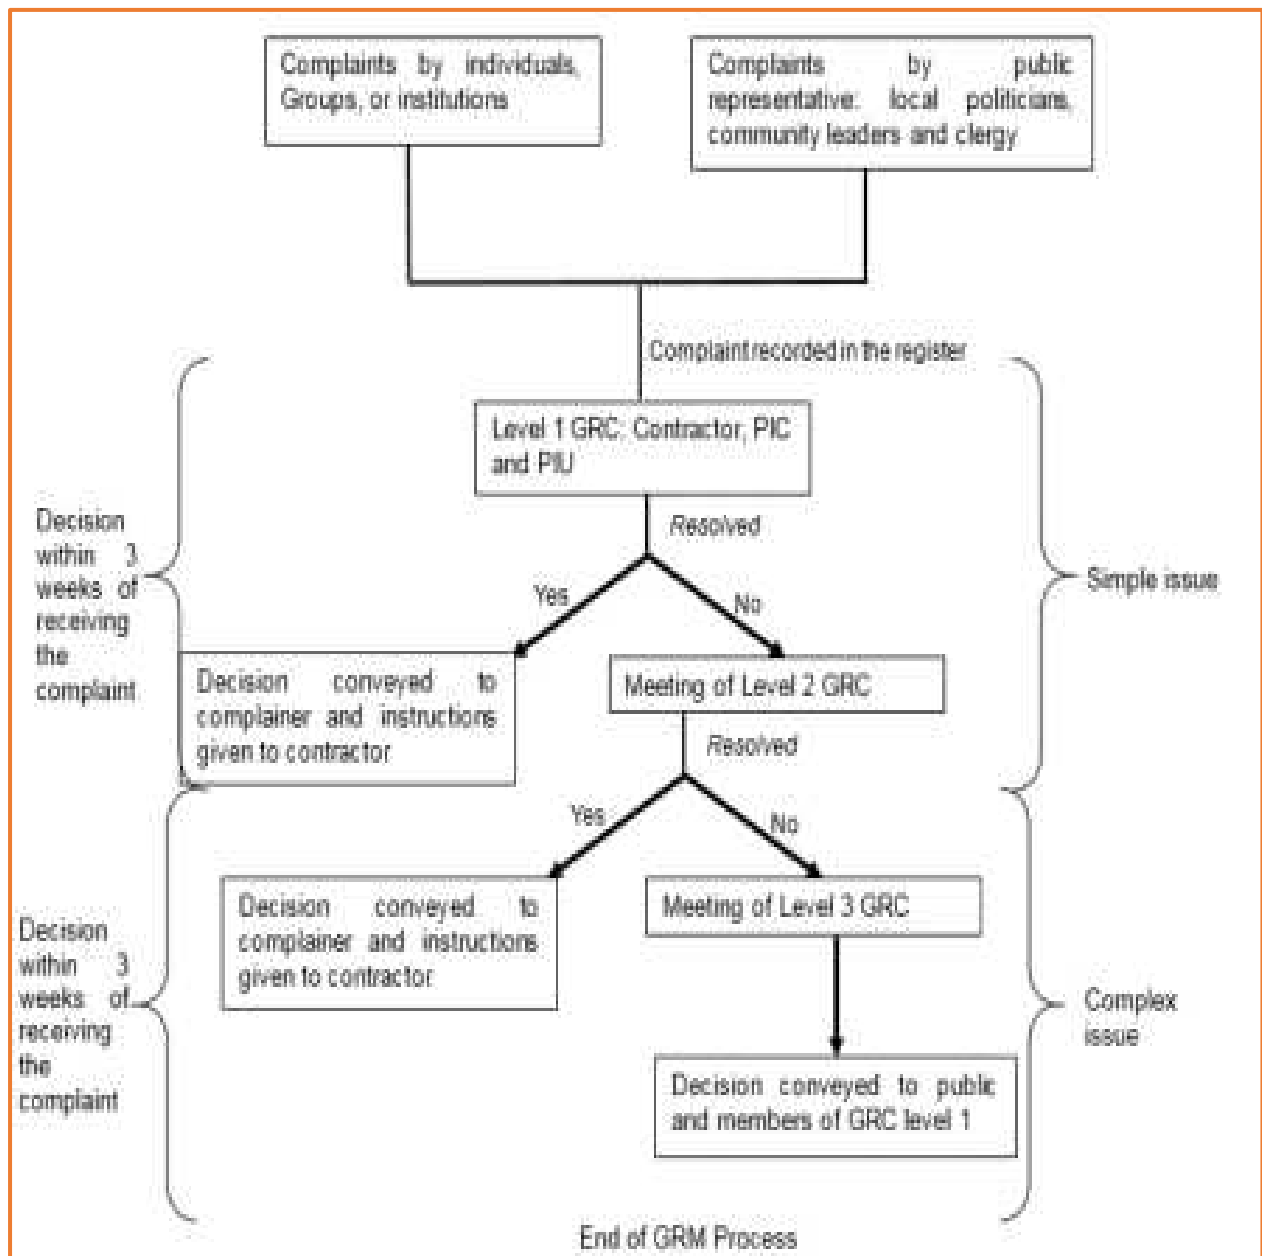 Complaints by individuals,
Groups, or institutions
Complaints by public
representative: local politicians,
community leaders and clergy
Complaint recorded in the register
Level 1 GRC: Contractor, PIC
and PIU
Resolved
Decision
within 3
weeks of
receiving
the
complaint
Simple issue
Yes
No
Decision conveyed to
complainer and instructions
given to contractor
Meeting of Level 2 GRC
Resolved
Yes
No
Decision conveyed to
complainer and instructions
given to contractor
Meeting of Level 3 GRC
Decision
within 3
weeks of
receiving
the
complaint
Complex
issue
Decision conveyed to public
and members of GRC level 1
End of GRM Process